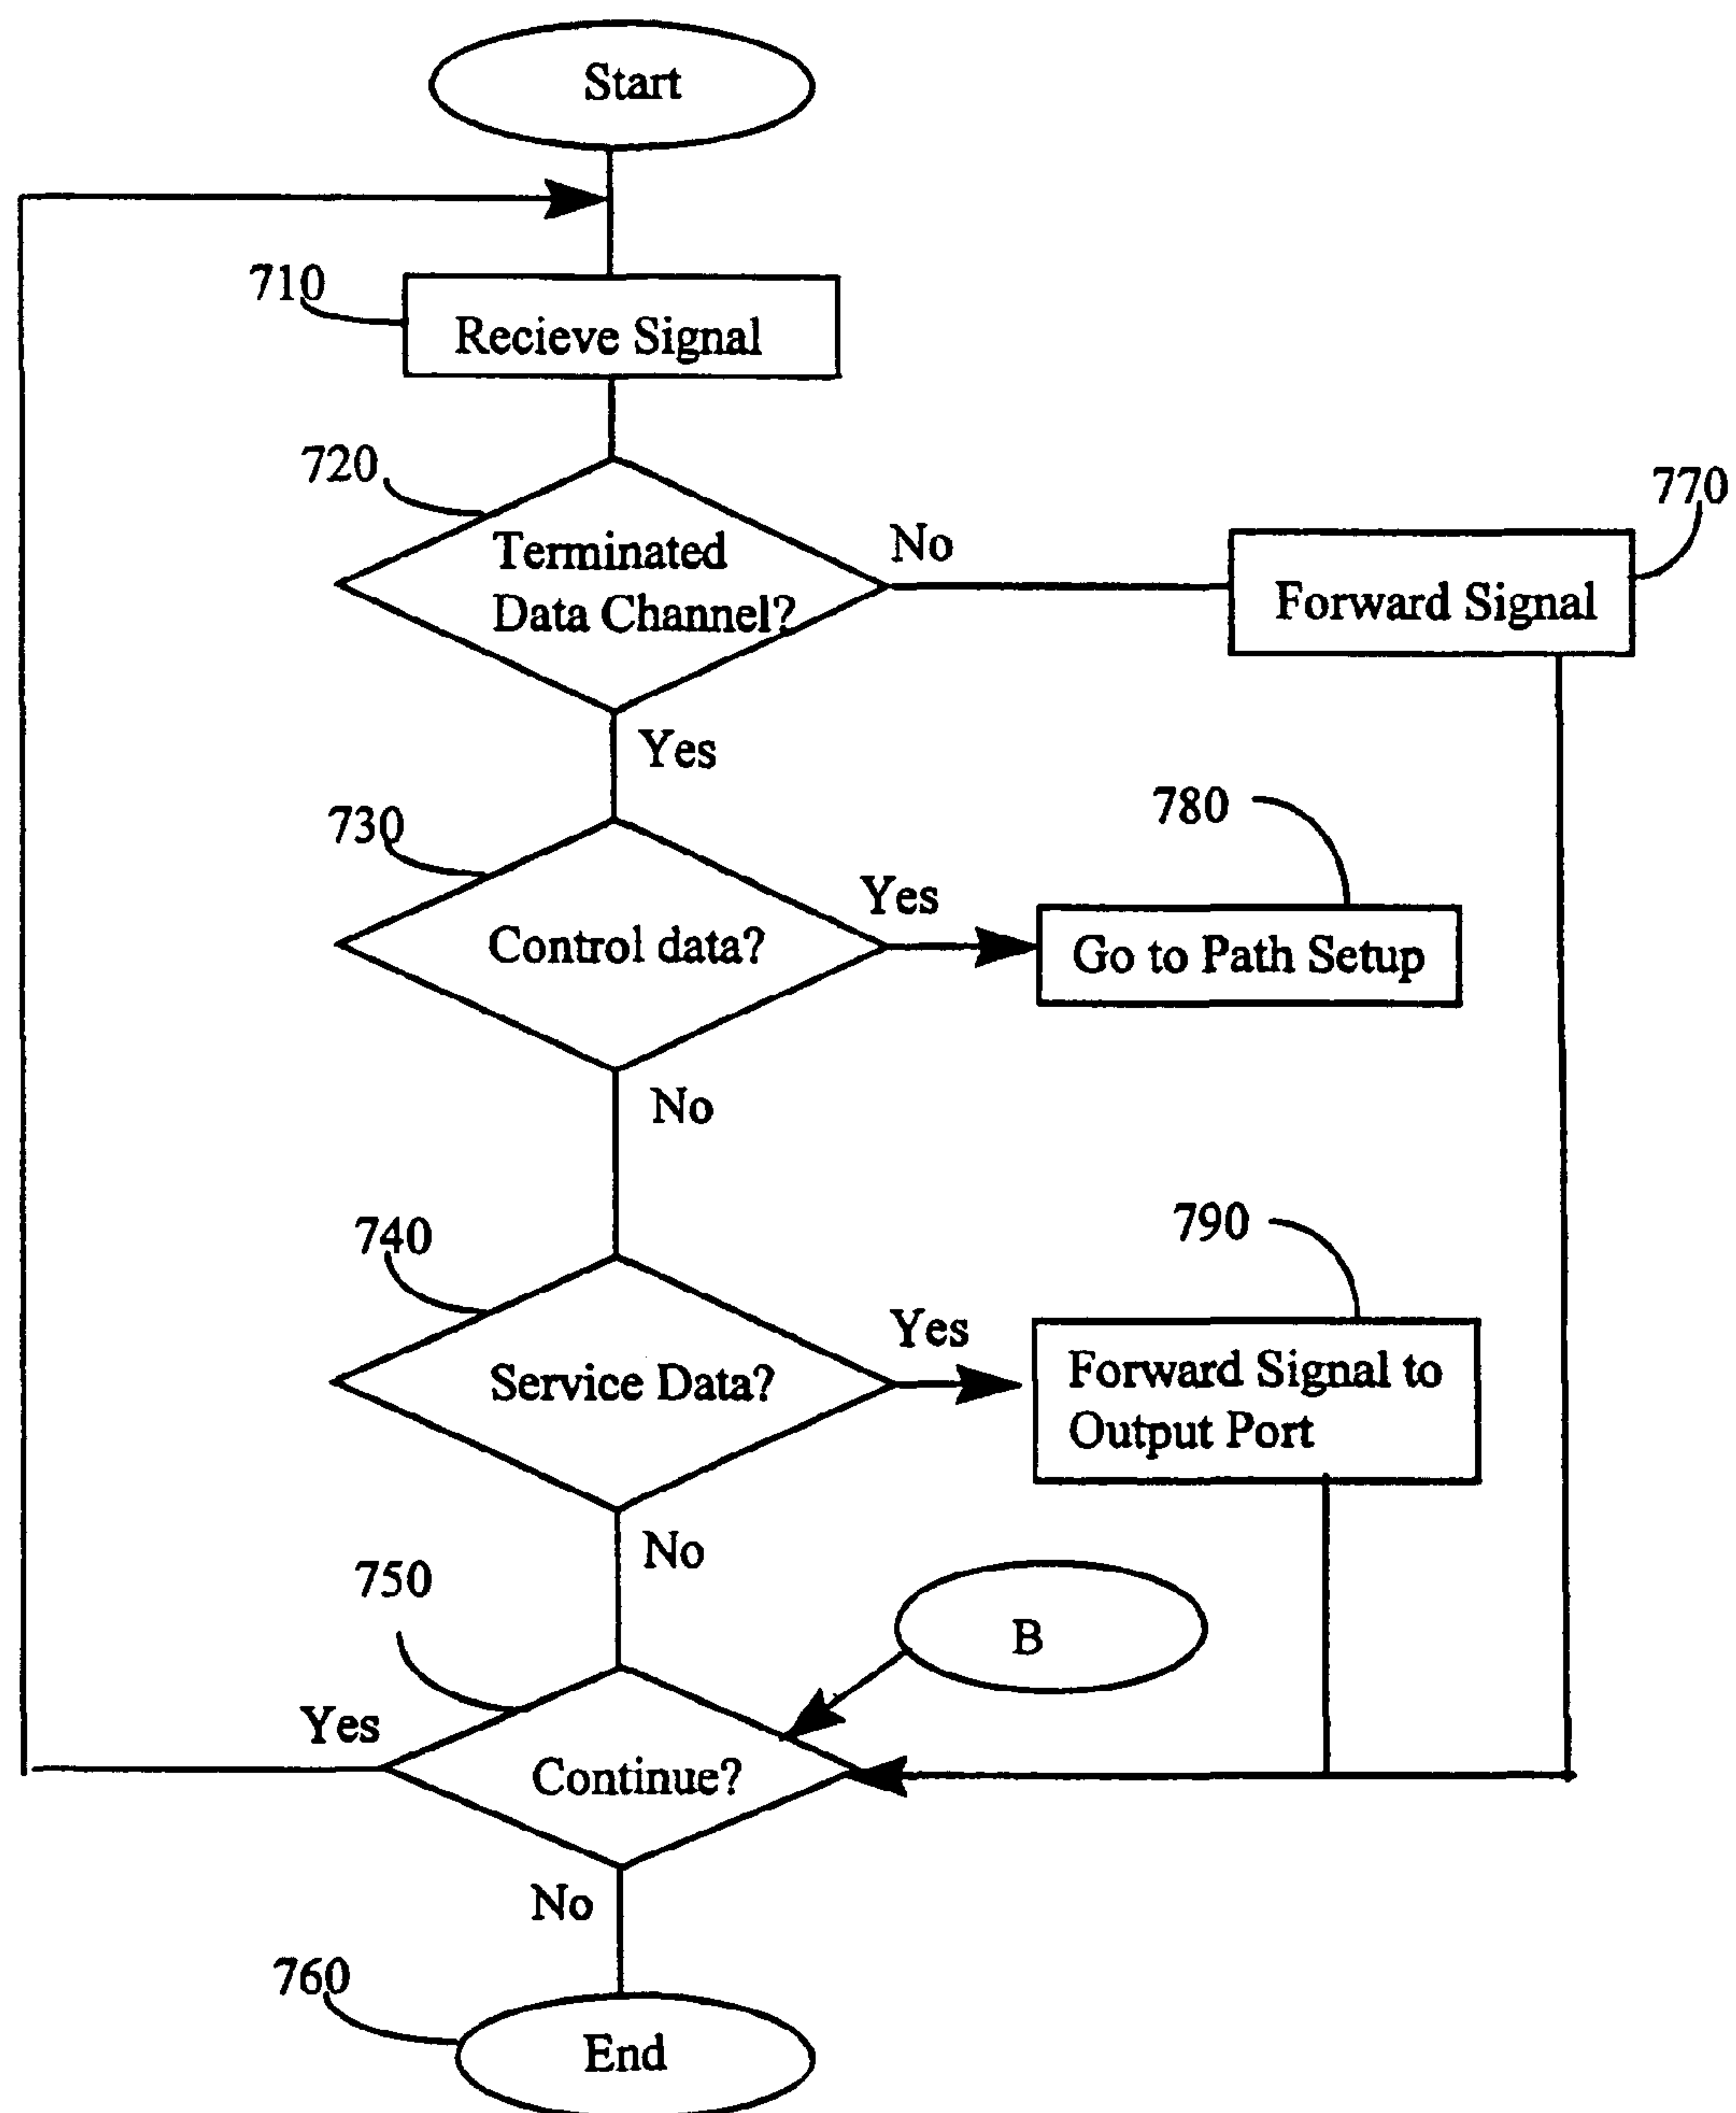 Start
710
Recieve Signal
720
Terminated
Data Channel?
No
770
Forward Signal
Yes
730
Control data?
Yes
780
Go to Path Setup
No
740
Service Data?
Yes
790
Forward Signal to
Output Port
No
750
B
Yes
Continue?
No
760
End